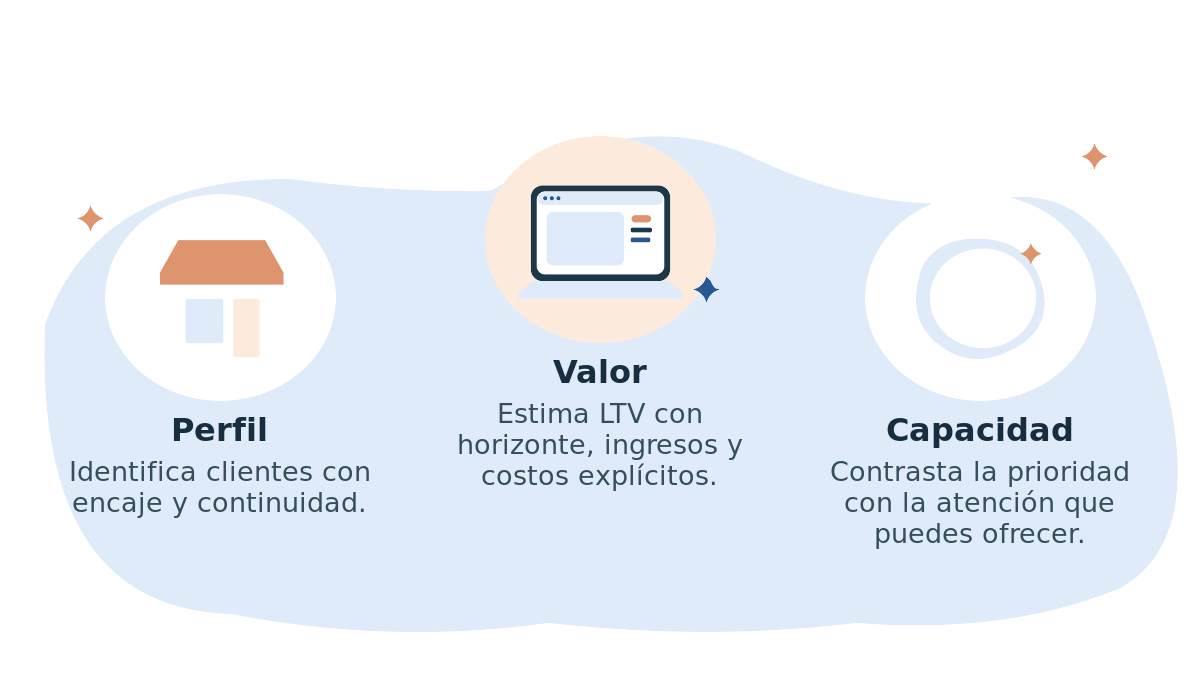 Perfil
Identifica clientes con
encaje y continuidad.
Valor
Estima LTV con
horizonte, ingresos y
costos explícitos.
Capacidad
Contrasta la prioridad
con la atención que
puedes ofrecer.